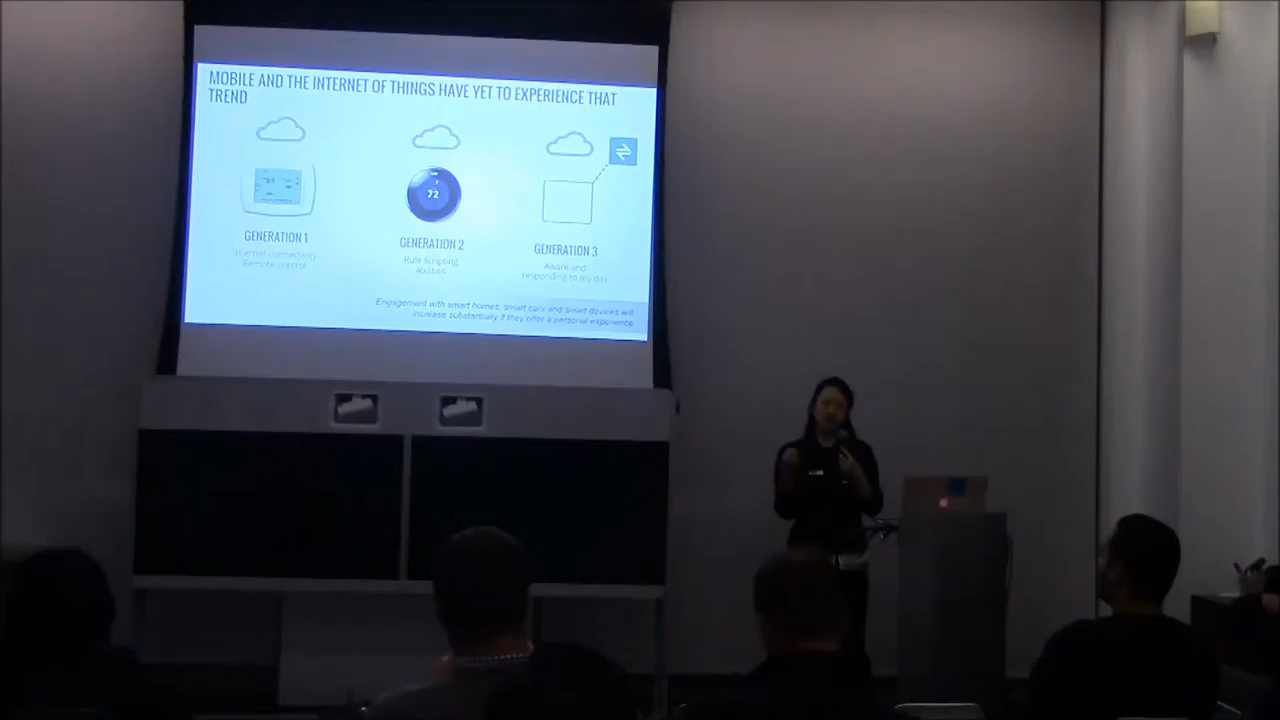 MOBILE AND THE INTERNET OF THINGS HAVE YET TO EXPERIENCE THAT
TREND
72
GENERATION 1
Internet connectivity
Remote control
GENERATION 2
Rule scripting
abilities
GENERATION 3
Aware and
responding to my day
Engagement with smart homes, smart cars and smart devices will
increase substantially if they offer a personal experience